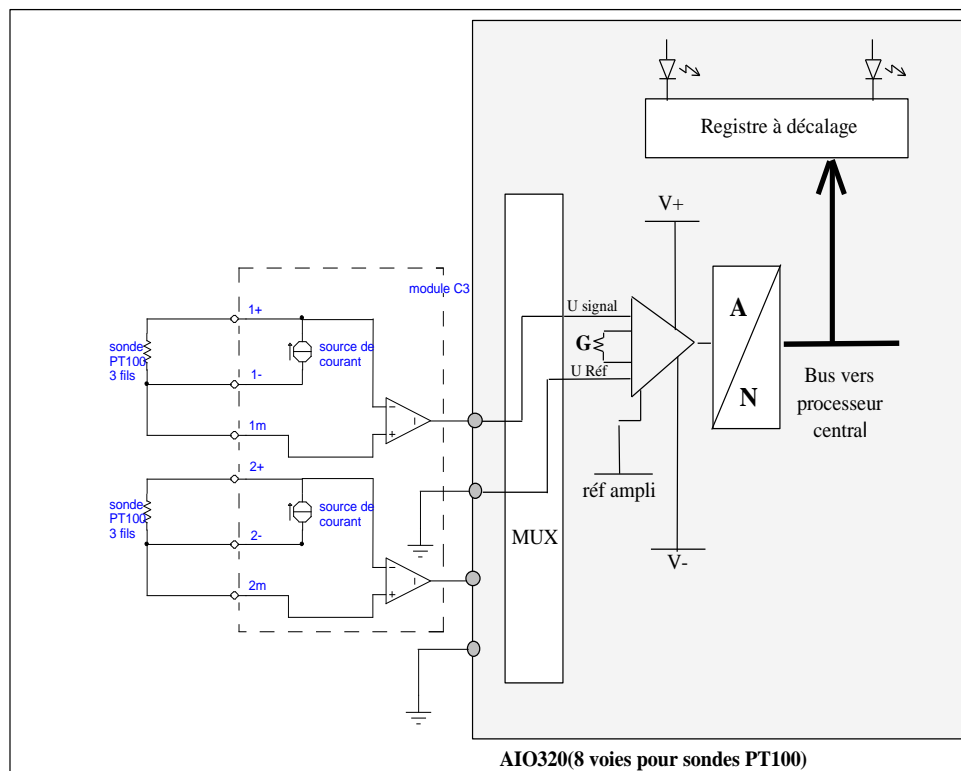 Registre à décalage
V+
module C3
U signal
A
1+
sonde
PT100
3 fils
source de
courant
G
1-
U Réf
Bus vers
processeur
central
N
1m
-
+
2+
réf ampli
sonde
PT100
3 fils
source de
courant
MUX
2-
V-
2m
-
+
AIO320(8 voies pour sondes PT100)